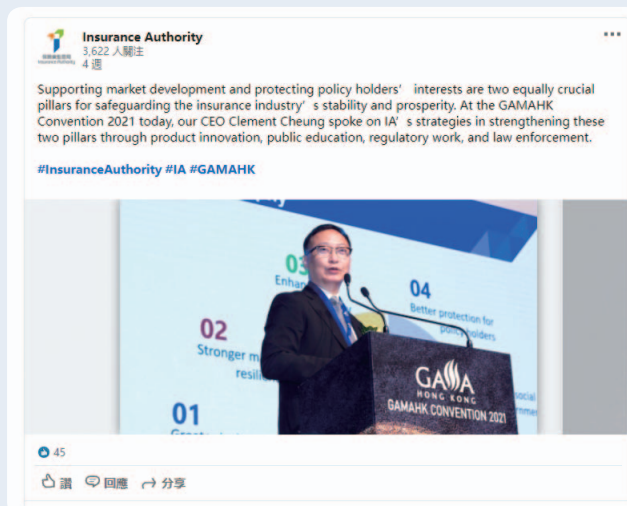 Insurance Authority
3,622 人關注
4 週
Supporting market development and protecting policy holders' interests are two equally crucial
pillars for safeguarding the insurance industry's stability and prosperity. At the GAMAHK
Convention 2021 today, our CEO Clement Cheung spoke on IA's strategies in strengthening these
two pillars through product innovation, public education, regulatory work, and law enforcement.
#InsuranceAuthority #IA #GAMAHK
03
04
Better protection for
policy holders
02
Stronger
GAMA
HONG KONG
GAMAHK CONVENTION 2021
01
45
讚 回應 分享